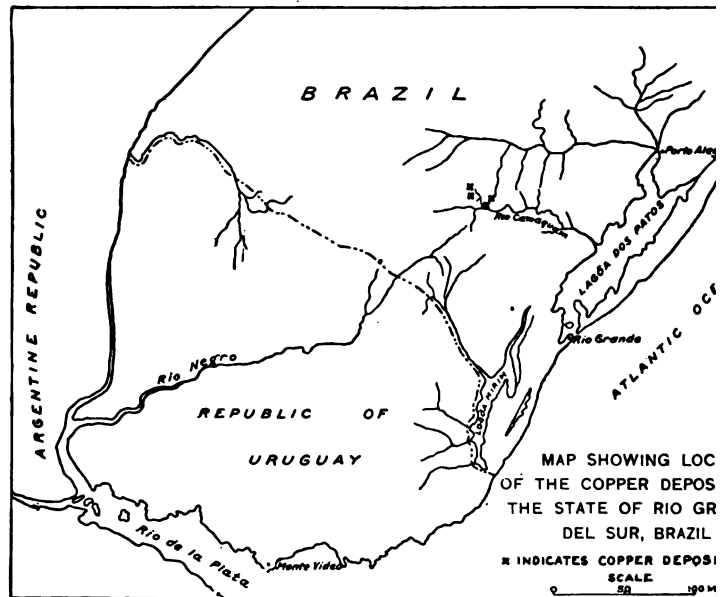 BRAZIL
Porto Aleg
Rio Camaquam
LAGÔA DOS PATOS
ARGENTINE REPUBLIC
Rio Grande
ATLANTIC OCE
Rio Negro
LAGOA MIRIM
REPUBLIC OF
URUGUAY
Rio de la Plata
Monte Video
MAP SHOWING LOC
OF THE COPPER DEPOS
THE STATE OF RIO GR
DEL SUR, BRAZIL
✖ INDICATES COPPER DEPOSI
SCALE
0 50 100 M